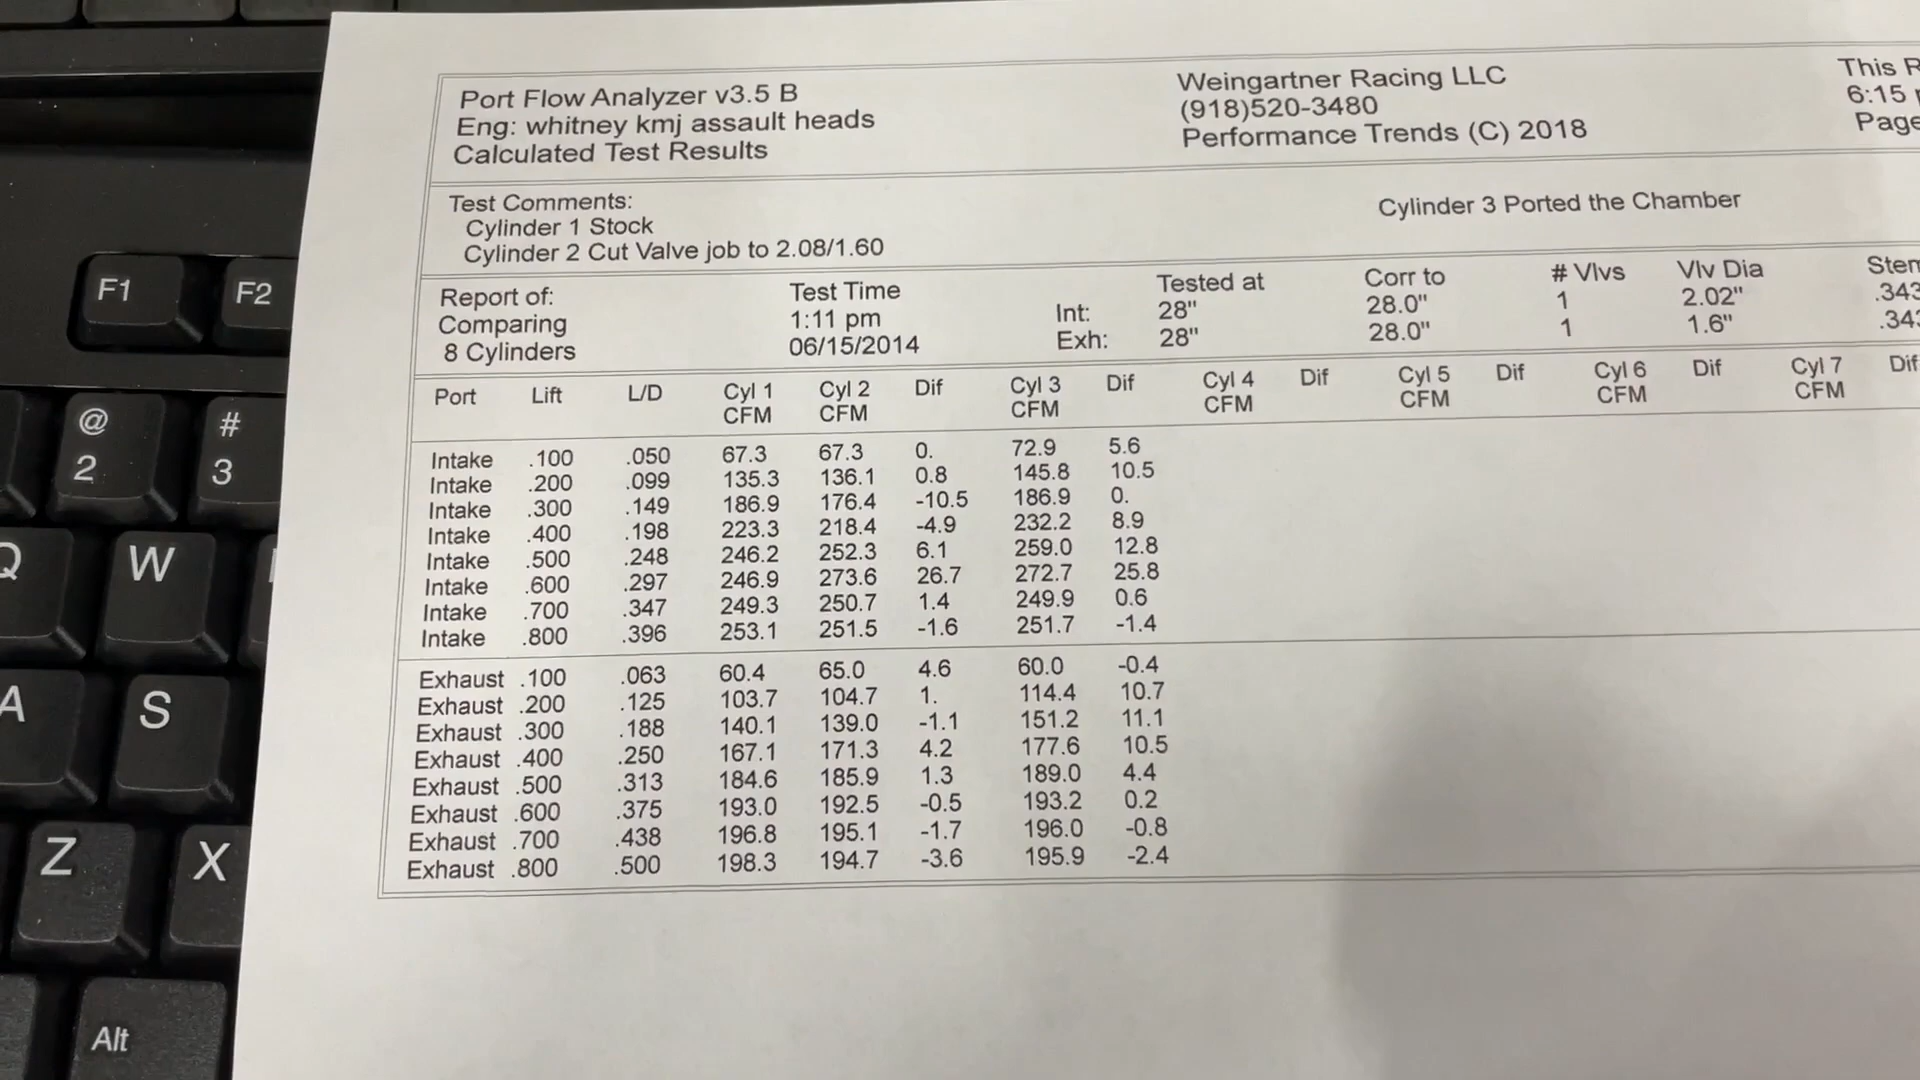 Port Flow Analyzer v3.5 B
Eng: whitney kmj assault heads
Calculated Test Results
Weingartner Racing LLC
(918)520-3480
Performance Trends (C) 2018
This
6:15
Page
Test Comments:
Cylinder 1 Stock
Cylinder 2 Cut Valve job to 2.08/1.60
Cylinder 3 Ported the Chamber
Report of:
Comparing
8 Cylinders
Test Time
1:11 pm
06/15/2014
Tested at Corr to # Vlvs Vlv Dia Stem
Int: 28" 28.0" 1 2.02" .343
Exh: 28" 28.0" 1 1.6" .343
Port Lift L/D Cyl 1 CFM Cyl 2 CFM Dif Cyl 3 CFM Dif Cyl 4 CFM Dif Cyl 5 CFM Dif Cyl 6 CFM Dif Cyl 7 CFM Dif
Intake .100 .050 67.3 67.3 0. 72.9 5.6
Intake .200 .099 135.3 136.1 0.8 145.8 10.5
Intake .300 .149 186.9 176.4 -10.5 186.9 0.
Intake .400 .198 223.3 218.4 -4.9 232.2 8.9
Intake .500 .248 246.2 252.3 6.1 259.0 12.8
Intake .600 .297 246.9 273.6 26.7 272.7 25.8
Intake .700 .347 249.3 250.7 1.4 249.9 0.6
Intake .800 .396 253.1 251.5 -1.6 251.7 -1.4
Exhaust .100 .063 60.4 65.0 4.6 60.0 -0.4
Exhaust .200 .125 103.7 104.7 1. 114.4 10.7
Exhaust .300 .188 140.1 139.0 -1.1 151.2 11.1
Exhaust .400 .250 167.1 171.3 4.2 177.6 10.5
Exhaust .500 .313 184.6 185.9 1.3 189.0 4.4
Exhaust .600 .375 193.0 192.5 -0.5 193.2 0.2
Exhaust .700 .438 196.8 195.1 -1.7 196.0 -0.8
Exhaust .800 .500 198.3 194.7 -3.6 195.9 -2.4
F1 F2
@ #
2 3
Q W
A S
Z X
Alt